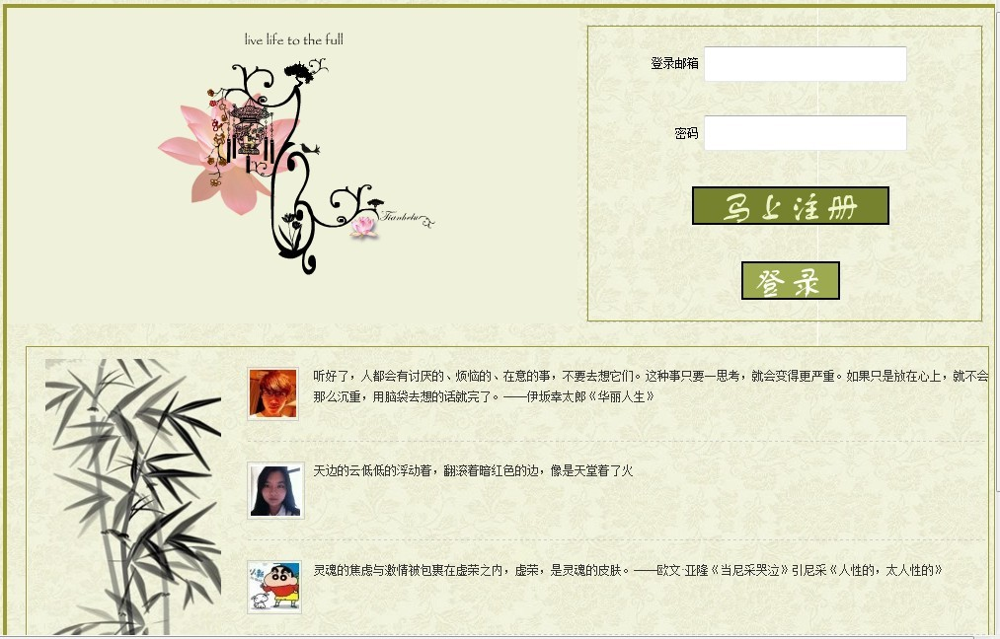 live life to the full
Tianhelu
登录邮箱
密码
马上注册
登录
听好了，人都会有讨厌的、烦恼的、在意的事，不要去想它们。这种事只要一思考，就会变得更严重。如果只是放在心上，就不会
那么沉重，用脑袋去想的话就完了。——伊坂幸太郎《华丽人生》
天边的云低低的浮动着，翻滚着暗红色的边，像是天堂着了火
灵魂的焦虑与激情被包裹在虚荣之内，虚荣，是灵魂的皮肤。——欧文·亚隆《当尼采哭泣》引尼采《人性的，太人性的》